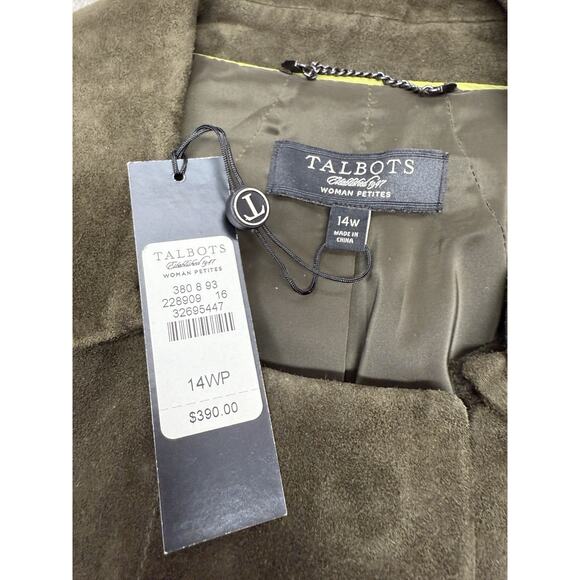 TALBOTS
Established 1947
WOMAN PETITES
14W
MADE IN
CHINA
T
TALBOTS
Established 1947
WOMAN PETITES
380 8 93
228909 16
32695447
14WP
$390.00